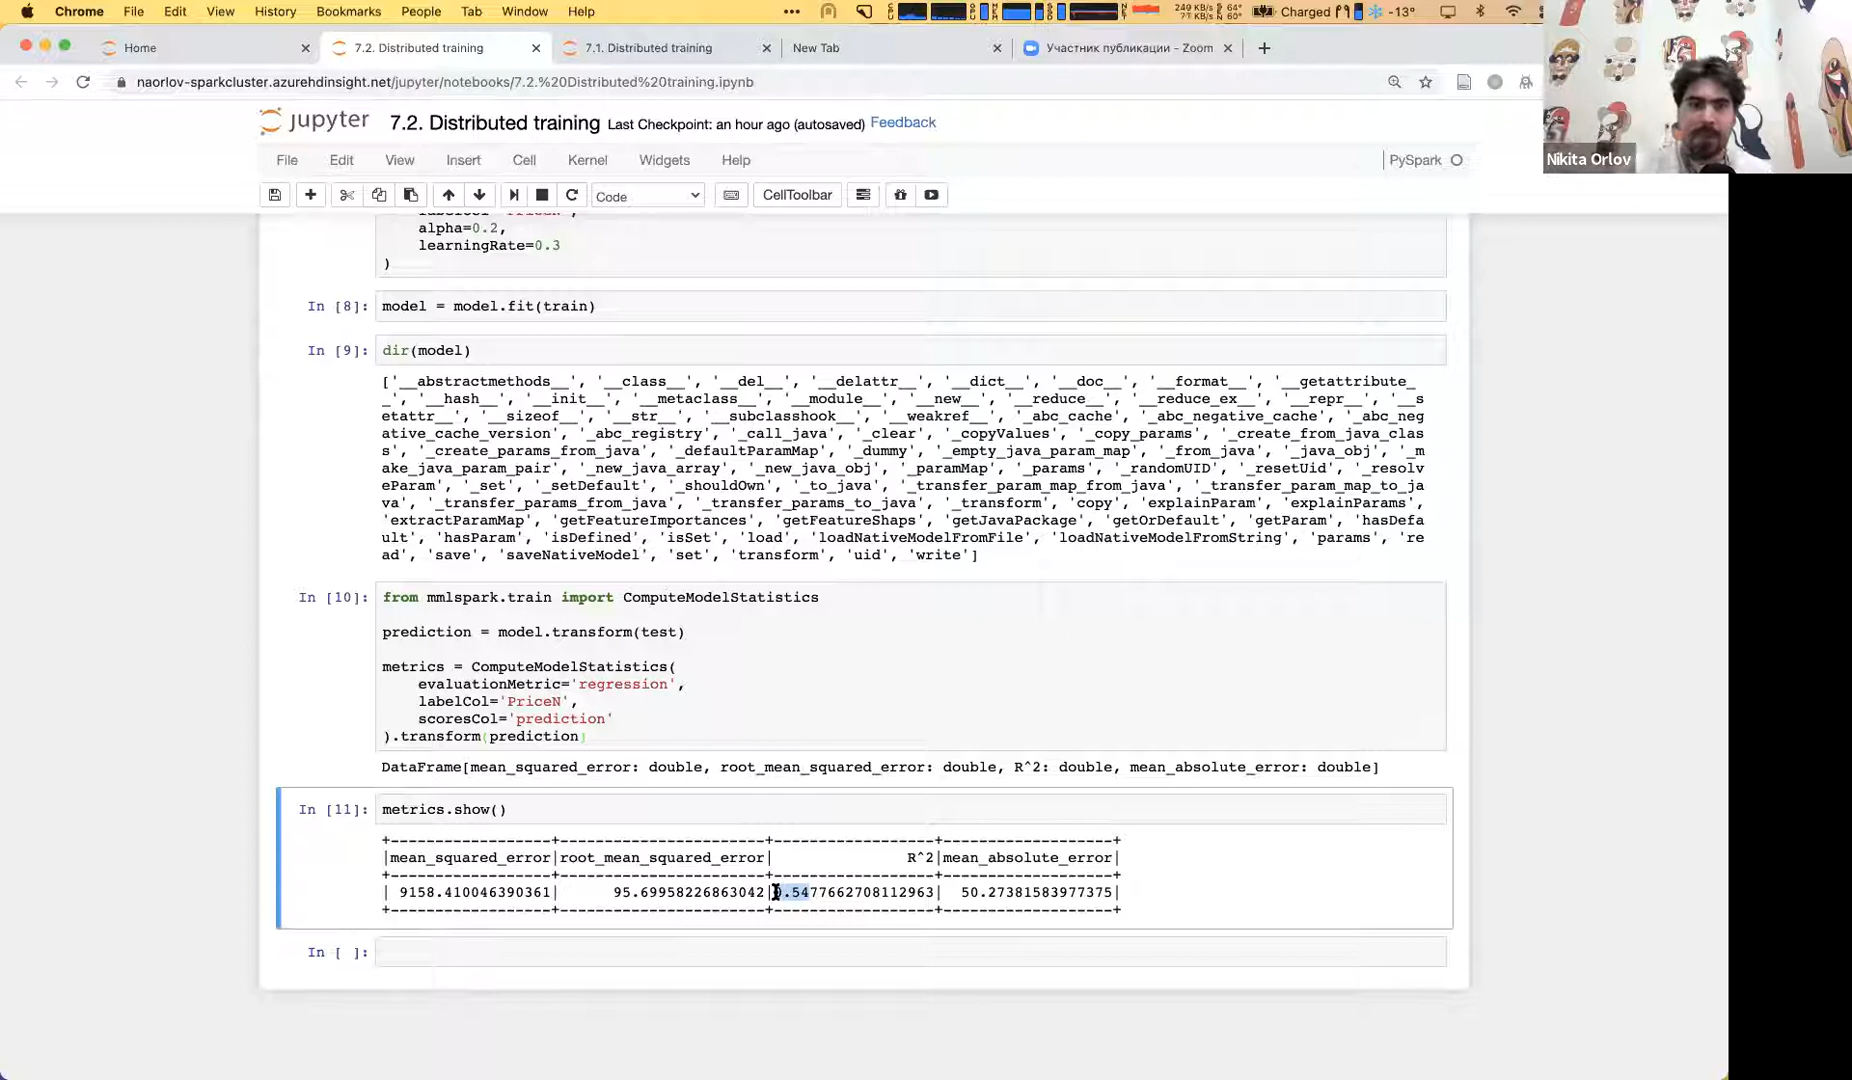 Chrome File Edit View History Bookmarks People Tab Window Help
249 KB/s
64°
60°
Charged
-13°
Home
7.2. Distributed training
7.1. Distributed training
New Tab
Участник публикации - Zoom
naorlov-sparkcluster.azurehdinsight.net/jupyter/notebooks/7.2.%20Distributed%20training.ipynb
Nikita Orlov
jupyter 7.2. Distributed training Last Checkpoint: an hour ago (autosaved) Feedback
File Edit View Insert Cell Kernel Widgets Help
PySpark
Code
CellToolbar
alpha=0.2,
learningRate=0.3
)
In [8]: model = model.fit(train)
In [9]: dir(model)
['__abstractmethods__', '__class__', '__del__', '__delattr__', '__dict__', '__doc__', '__format__', '__getattribute_
_', '__hash__', '__init__', '__metaclass__', '__module__', '__new__', '__reduce__', '__reduce_ex__', '__repr__', '__s
etattr__', '__sizeof__', '__str__', '__subclasshook__', '__weakref__', '_abc_cache', '_abc_negative_cache', '_abc_neg
ative_cache_version', '_abc_registry', '_call_java', '_clear', '_copyValues', '_copy_params', '_create_from_java_clas
s', '_create_params_from_java', '_defaultParamMap', '_dummy', '_empty_java_param_map', '_from_java', '_java_obj', '_m
ake_java_param_pair', '_new_java_array', '_new_java_obj', '_paramMap', '_params', '_randomUID', '_resetUid', '_resolv
eParam', '_set', '_setDefault', '_shouldOwn', '_to_java', '_transfer_param_map_from_java', '_transfer_param_map_to_ja
va', '_transfer_params_from_java', '_transfer_params_to_java', '_transform', 'copy', 'explainParam', 'explainParams',
'extractParamMap', 'getFeatureImportances', 'getFeatureShaps', 'getJavaPackage', 'getOrDefault', 'getParam', 'hasDefa
ult', 'hasParam', 'isDefined', 'isSet', 'load', 'loadNativeModelFromFile', 'loadNativeModelFromString', 'params', 're
ad', 'save', 'saveNativeModel', 'set', 'transform', 'uid', 'write']
In [10]: from mmlspark.train import ComputeModelStatistics
prediction = model.transform(test)
metrics = ComputeModelStatistics(
evaluationMetric='regression',
labelCol='PriceN',
scoresCol='prediction'
).transform(prediction)
DataFrame[mean_squared_error: double, root_mean_squared_error: double, R^2: double, mean_absolute_error: double]
In [11]: metrics.show()
+------------------+-----------------------+------------------+-------------------+
|mean_squared_error|root_mean_squared_error| R^2|mean_absolute_error|
+------------------+-----------------------+------------------+-------------------+
| 9158.410046390361| 95.69958226863042|0.5477662708112963| 50.27381583977375|
+------------------+-----------------------+------------------+-------------------+
In [ ]: